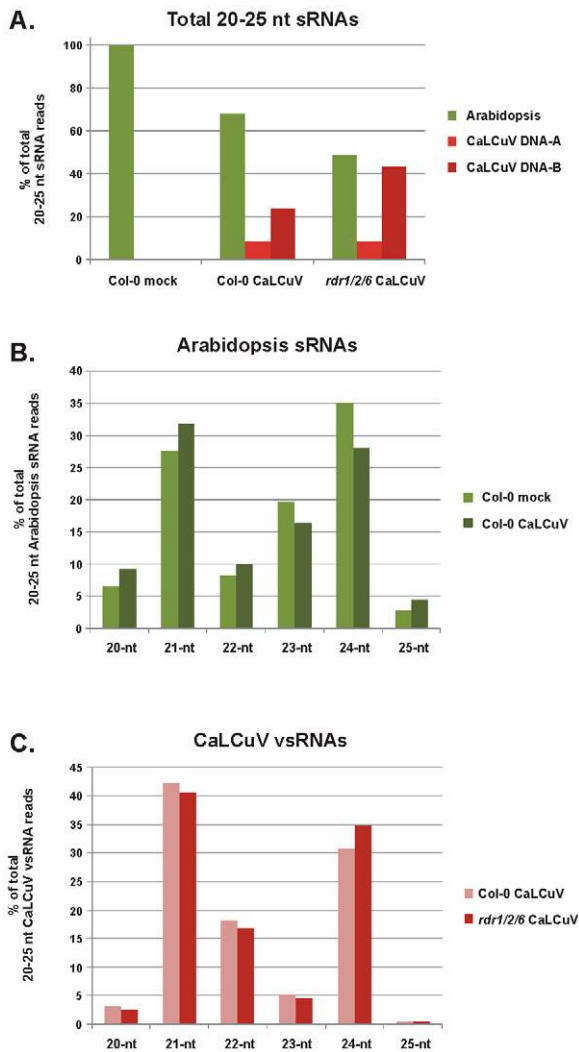 A.
Total 20-25 nt sRNAs
% of total
20-25 nt sRNA reads
100
80
60
40
20
0
Col-0 mock
Col-0 CaLCuV
rdr1/2/6 CaLCuV
Arabidopsis
CaLCuV DNA-A
CaLCuV DNA-B
B.
Arabidopsis sRNAs
% of total
20-25 nt Arabidopsis sRNA reads
40
35
30
25
20
15
10
5
0
20-nt
21-nt
22-nt
23-nt
24-nt
25-nt
Col-0 mock
Col-0 CaLCuV
C.
CaLCuV vsRNAs
% of total
20-25 nt CaLCuV vsRNA reads
45
40
35
30
25
20
15
10
5
0
20-nt
21-nt
22-nt
23-nt
24-nt
25-nt
Col-0 CaLCuV
rdr1/2/6 CaLCuV